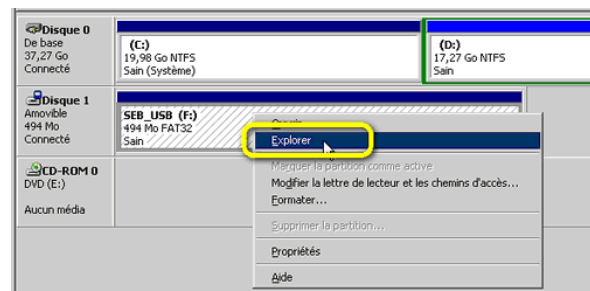 Disque 0
De base
37,27 Go
Connecté
(C:)
19,98 Go NTFS
Sain (Système)
(D:)
17,27 Go NTFS
Sain
Disque 1
Amovible
494 Mo
Connecté
SEB_USB (F:)
494 Mo FAT32
Sain
CD-ROM 0
DVD (E:)
Aucun média
Explorer
Marquer la partition comme active
Modifier la lettre de lecteur et les chemins d'accès...
Formater...
Supprimer la partition...
Propriétés
Aide